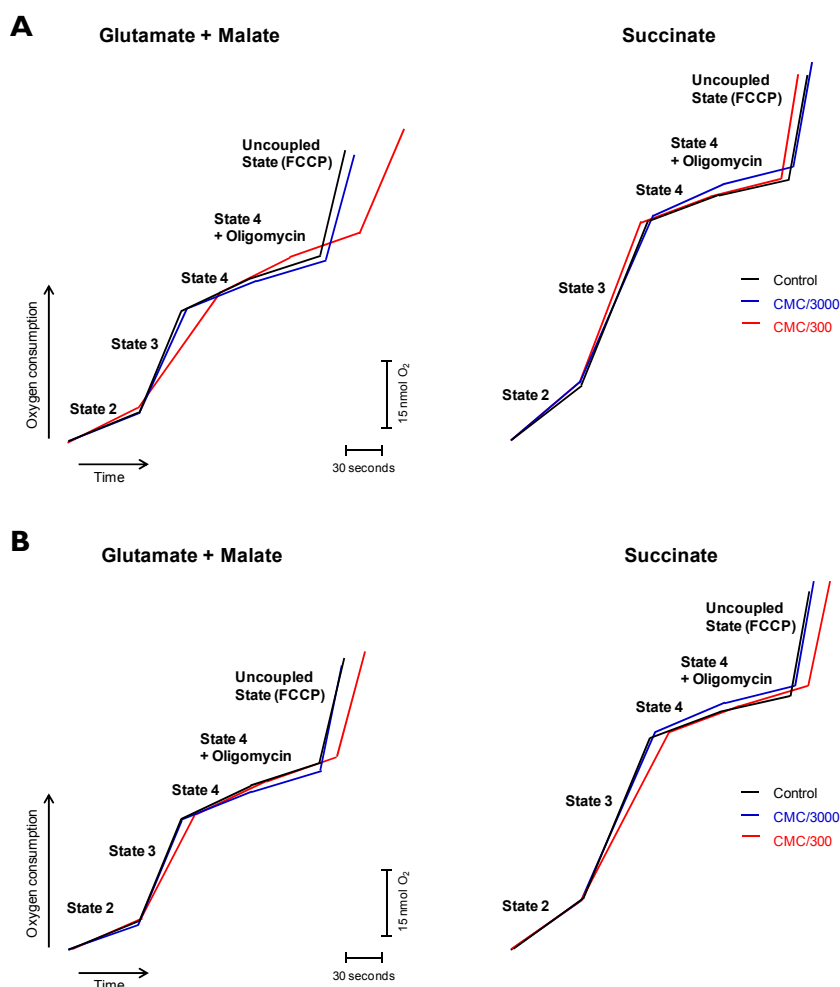 A
Glutamate + Malate
Succinate
Uncoupled
State (FCCP)
State 4
+ Oligomycin
State 4
State 3
State 2
Oxygen consumption
Time
15 nmol O₂
30 seconds
Uncoupled
State (FCCP)
State 4
+ Oligomycin
State 4
State 3
State 2
Control
CMC/3000
CMC/300
B
Glutamate + Malate
Succinate
Uncoupled
State (FCCP)
State 4
+ Oligomycin
State 4
State 3
State 2
Oxygen consumption
Time
15 nmol O₂
30 seconds
Uncoupled
State (FCCP)
State 4
+ Oligomycin
State 4
State 3
State 2
Control
CMC/3000
CMC/300